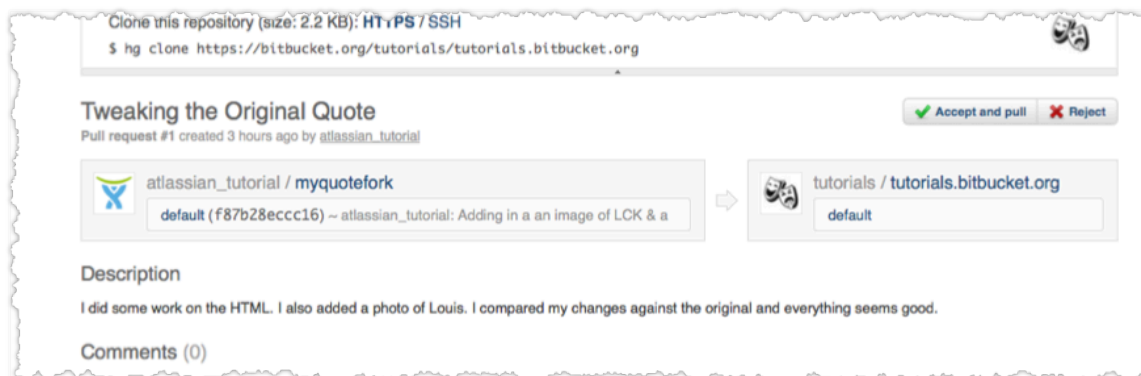 Clone this repository (size: 2.2 KB): HTTPS / SSH
$ hg clone https://bitbucket.org/tutorials/tutorials.bitbucket.org
Tweaking the Original Quote
Accept and pull Reject
Pull request #1 created 3 hours ago by atlassian_tutorial
atlassian_tutorial / myquotefork
tutorials / tutorials.bitbucket.org
default (f87b28eccc16) ~ atlassian_tutorial: Adding in a an image of LCK & a
default
Description
I did some work on the HTML. I also added a photo of Louis. I compared my changes against the original and everything seems good.
Comments (0)